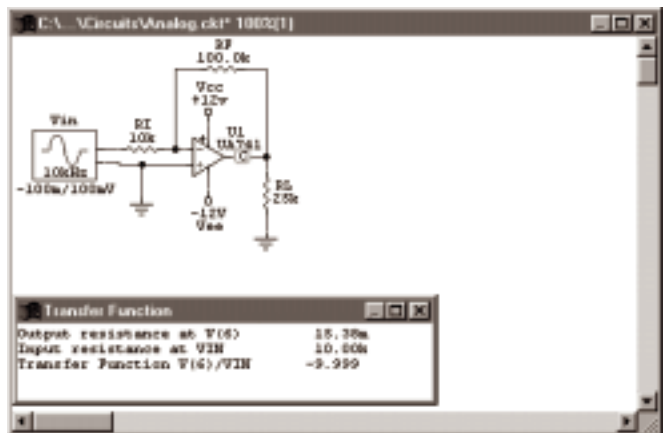 C:\...\Circuits\Analog.ckt* 100%(1)
RF
100.0k
Vcc
+12V
Vin
RI
10k
U1
UA741
10kHz
-100m/100mV
RL
25k
-12V
Vee
Transfer Function
Output resistance at V(6) 15.38m
Input resistance at VIN 10.00k
Transfer Function V(6)/VIN -9.999